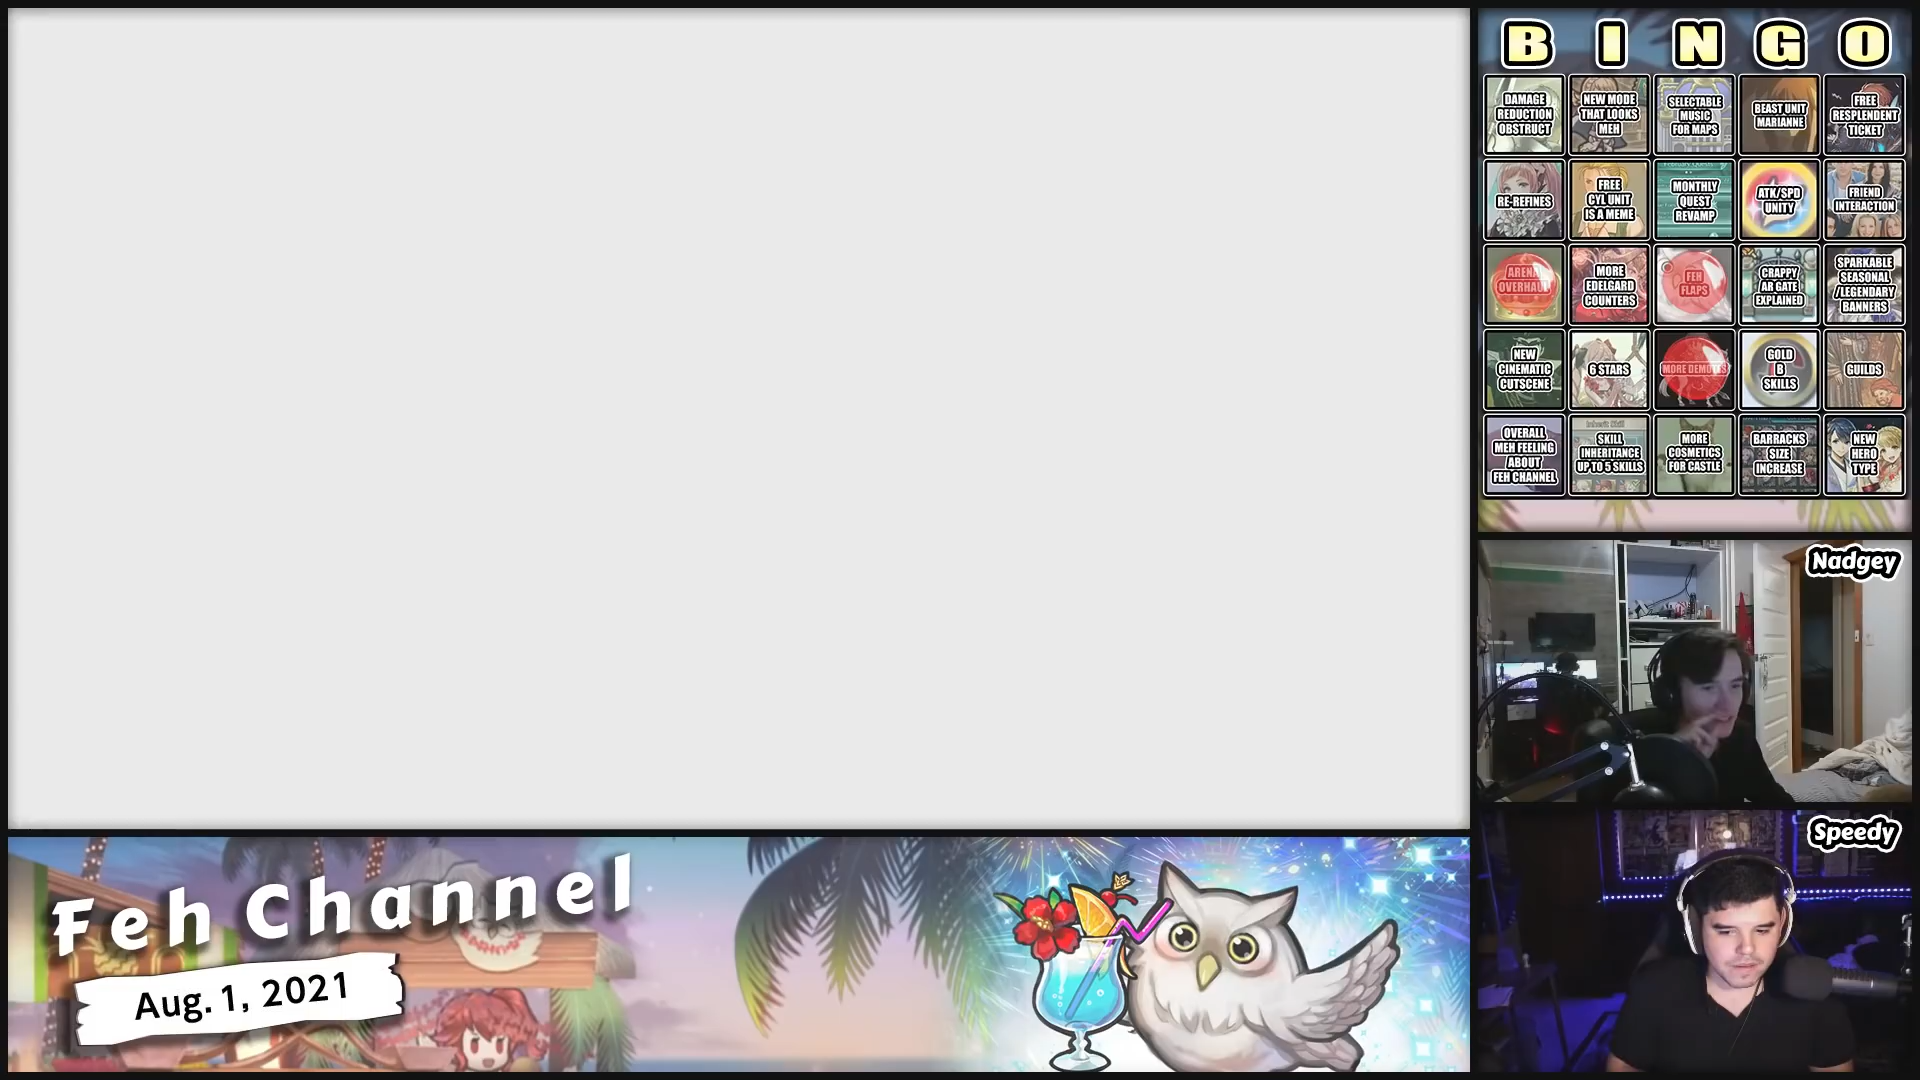 B I N G O
DAMAGE
REDUCTION
OBSTRUCT
NEW MODE
THAT LOOKS
MEH
SELECTABLE
MUSIC
FOR MAPS
BEAST UNIT
MARIANNE
FREE
RESPLENDENT
TICKET
RE-REFINES
FREE
CYL UNIT
IS A MEME
MONTHLY
QUEST
REVAMP
ATK/SPD
UNITY
FRIEND
INTERACTION
ARENA
OVERHAUL
MORE
EDELGARD
COUNTERS
FEH
FLAPS
CRAPPY
AR GATE
EXPLAINED
SPARKABLE
SEASONAL
/LEGENDARY
BANNERS
NEW
CINEMATIC
CUTSCENE
6 STARS
MORE DEMOTES
GOLD
B
SKILLS
GUILDS
OVERALL
MEH FEELING
ABOUT
FEH CHANNEL
Inherit Skill
SKILL
INHERITANCE
UP TO 5 SKILLS
MORE
COSMETICS
FOR CASTLE
BARRACKS
SIZE
INCREASE
NEW
HERO
TYPE
Nadgey
Speedy
Feh Channel
Aug. 1, 2021